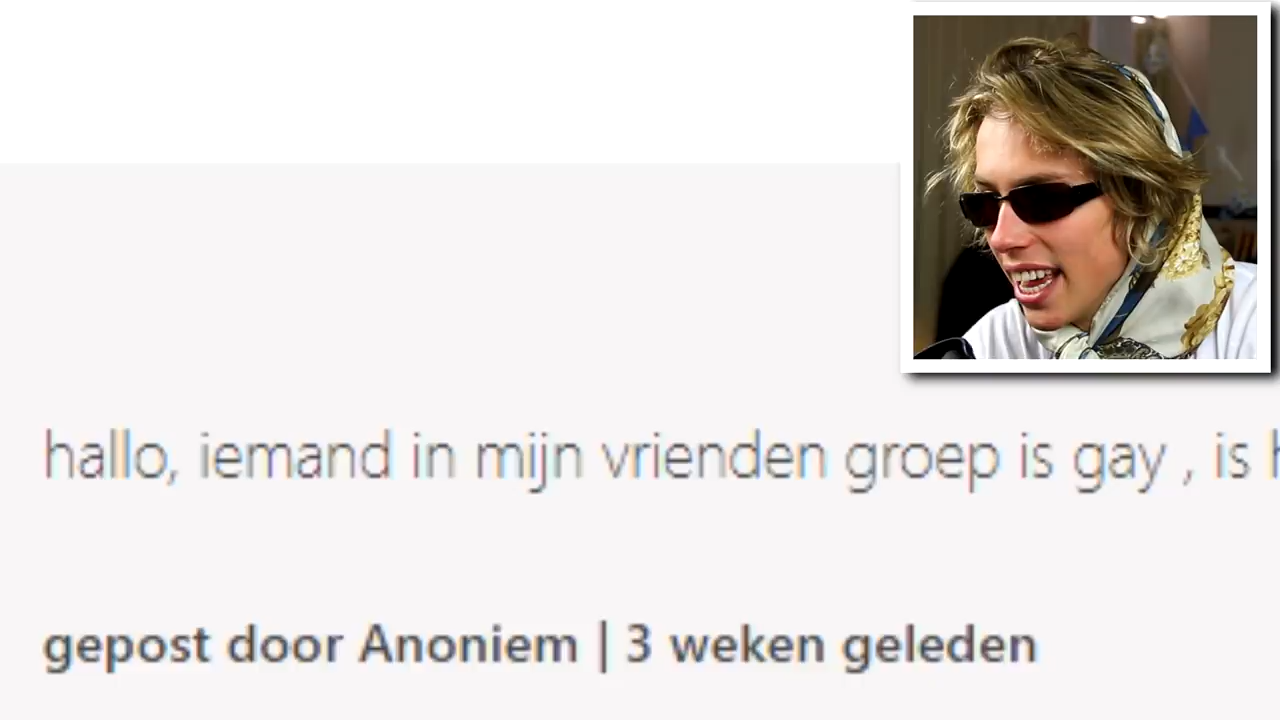 hallo, iemand in mijn vrienden groep is gay , is
gepost door Anoniem | 3 weken geleden